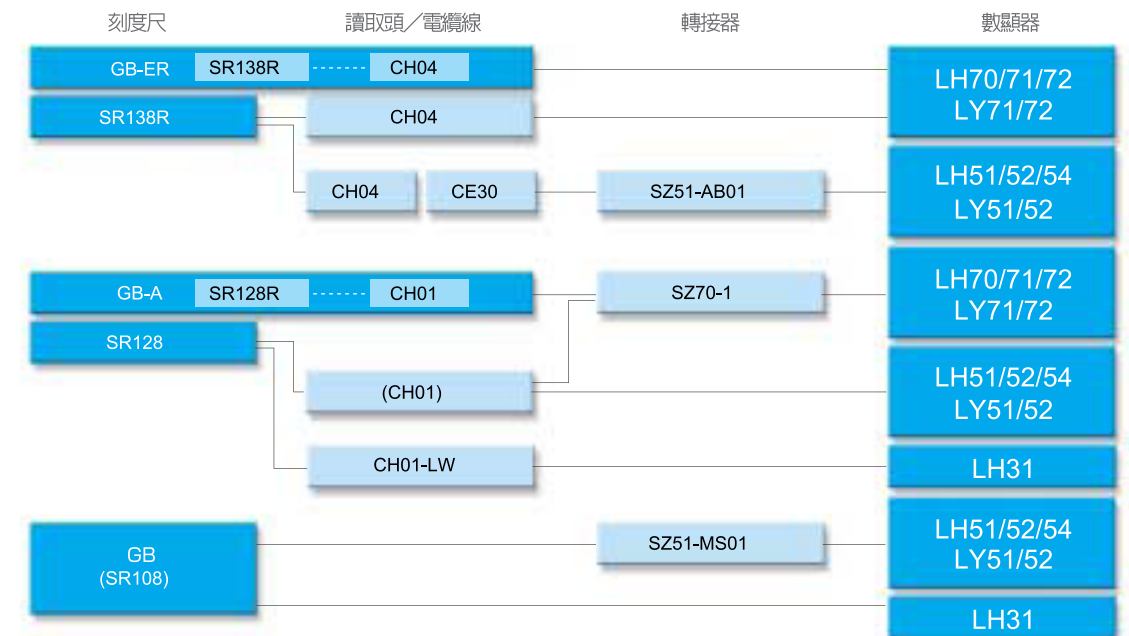 刻度尺 讀取頭／電纜線 轉接器 數顯器
GB-ER SR138R CH04
LH70/71/72
LY71/72
SR138R CH04
CH04 CE30 SZ51-AB01
LH51/52/54
LY51/52
GB-A SR128R CH01 SZ70-1
LH70/71/72
LY71/72
SR128
(CH01)
LH51/52/54
LY51/52
CH01-LW LH31
GB
(SR108)
SZ51-MS01
LH51/52/54
LY51/52
LH31